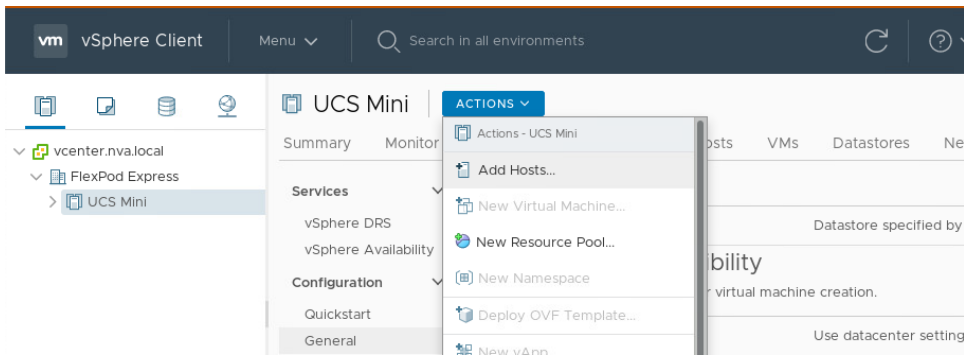 vm vSphere Client Menu Search in all environments
UCS Mini ACTIONS
Actions - UCS Mini
Summary Monitor osts VMs Datastores Ne
vcenter.nva.local
FlexPod Express
UCS Mini
Services
vSphere DRS
vSphere Availability
Configuration
Quickstart
General
Add Hosts...
New Virtual Machine...
New Resource Pool...
New Namespace
Deploy OVF Template...
New vApp
Datastore specified by
ibility
r virtual machine creation.
Use datacenter setting